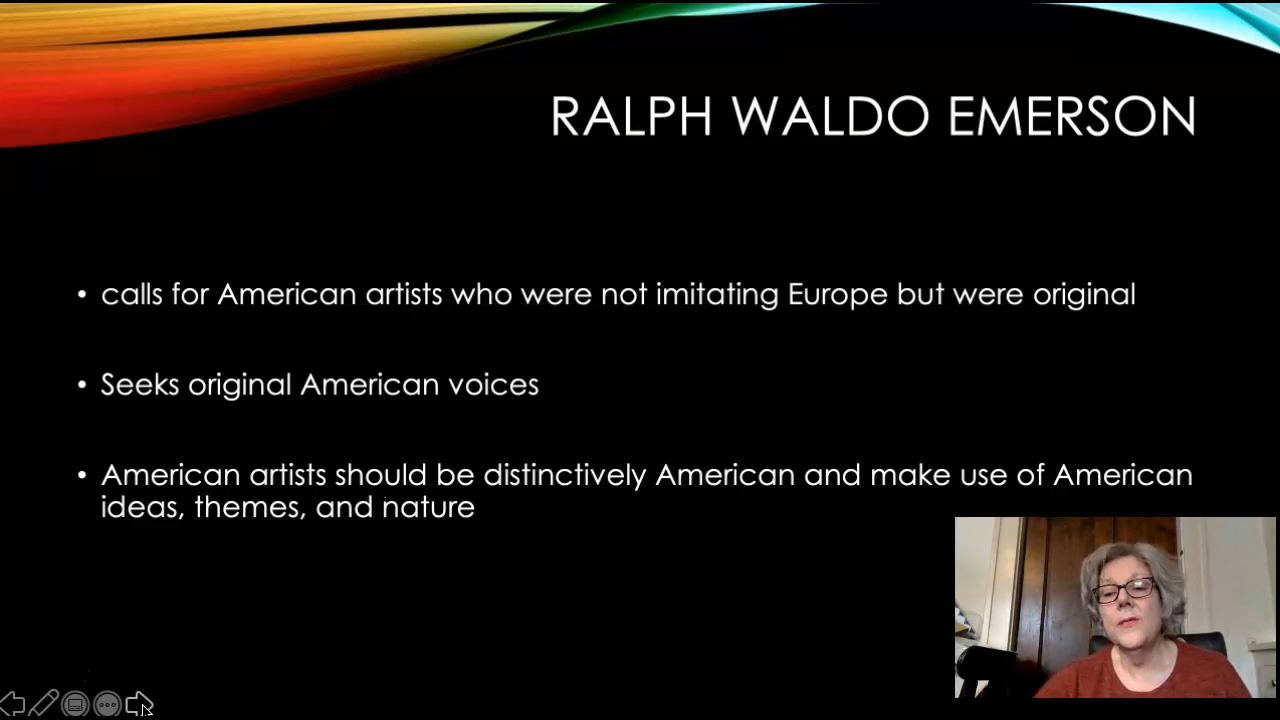 RALPH WALDO EMERSON
• calls for American artists who were not imitating Europe but were original
• Seeks original American voices
• American artists should be distinctively American and make use of American
ideas, themes, and nature